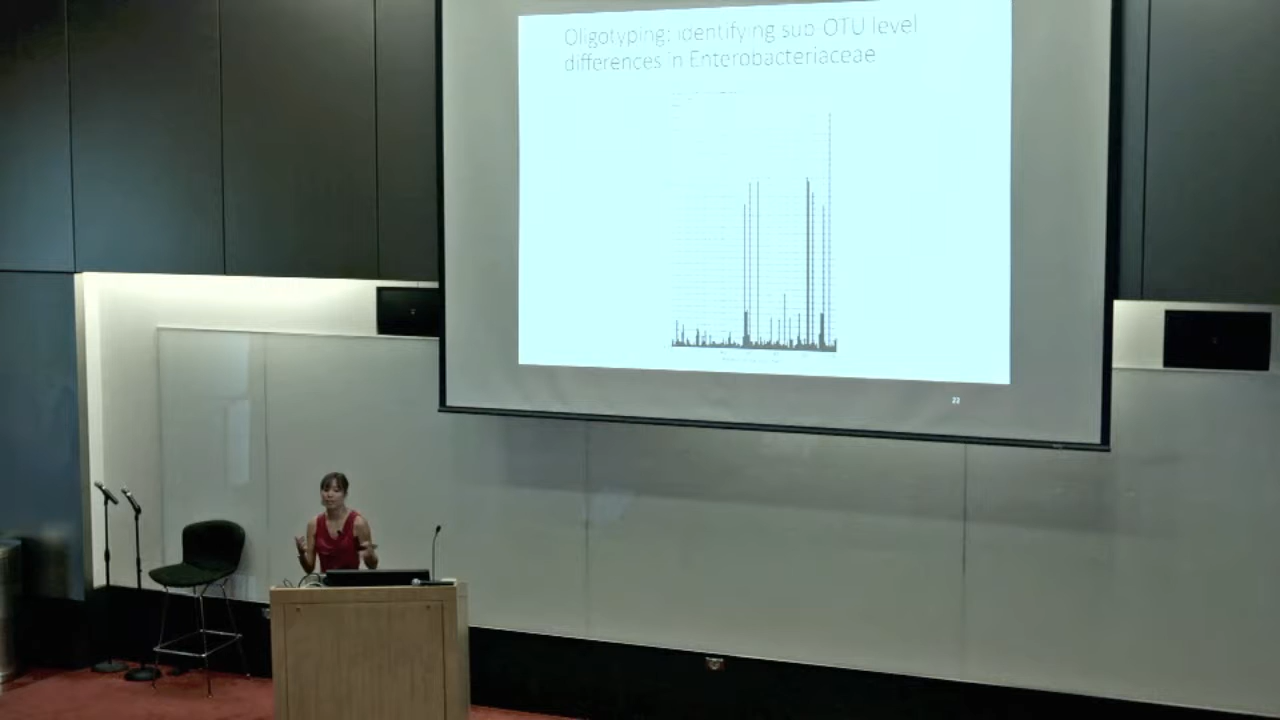 Oligotyping: identifying sub OTU level
differences in Enterobacteriaceae
22